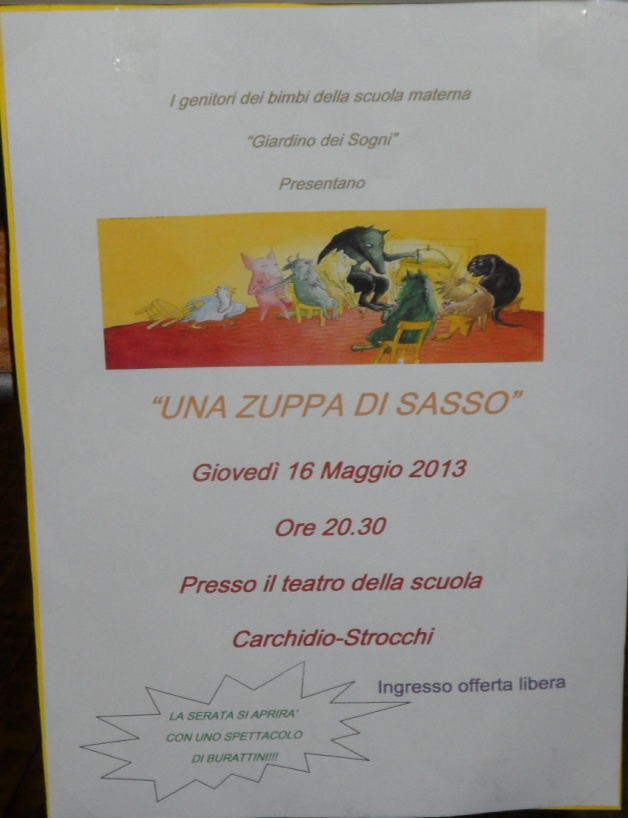 I genitori dei bimbi della scuola materna
"Giardino dei Sogni"
Presentano
"UNA ZUPPA DI SASSO"
Giovedì 16 Maggio 2013
Ore 20.30
Presso il teatro della scuola
Carchidio-Strocchi
Ingresso offerta libera
LA SERATA SI APRIRA'
CON UNO SPETTACOLO
DI BURATTINI!!!!